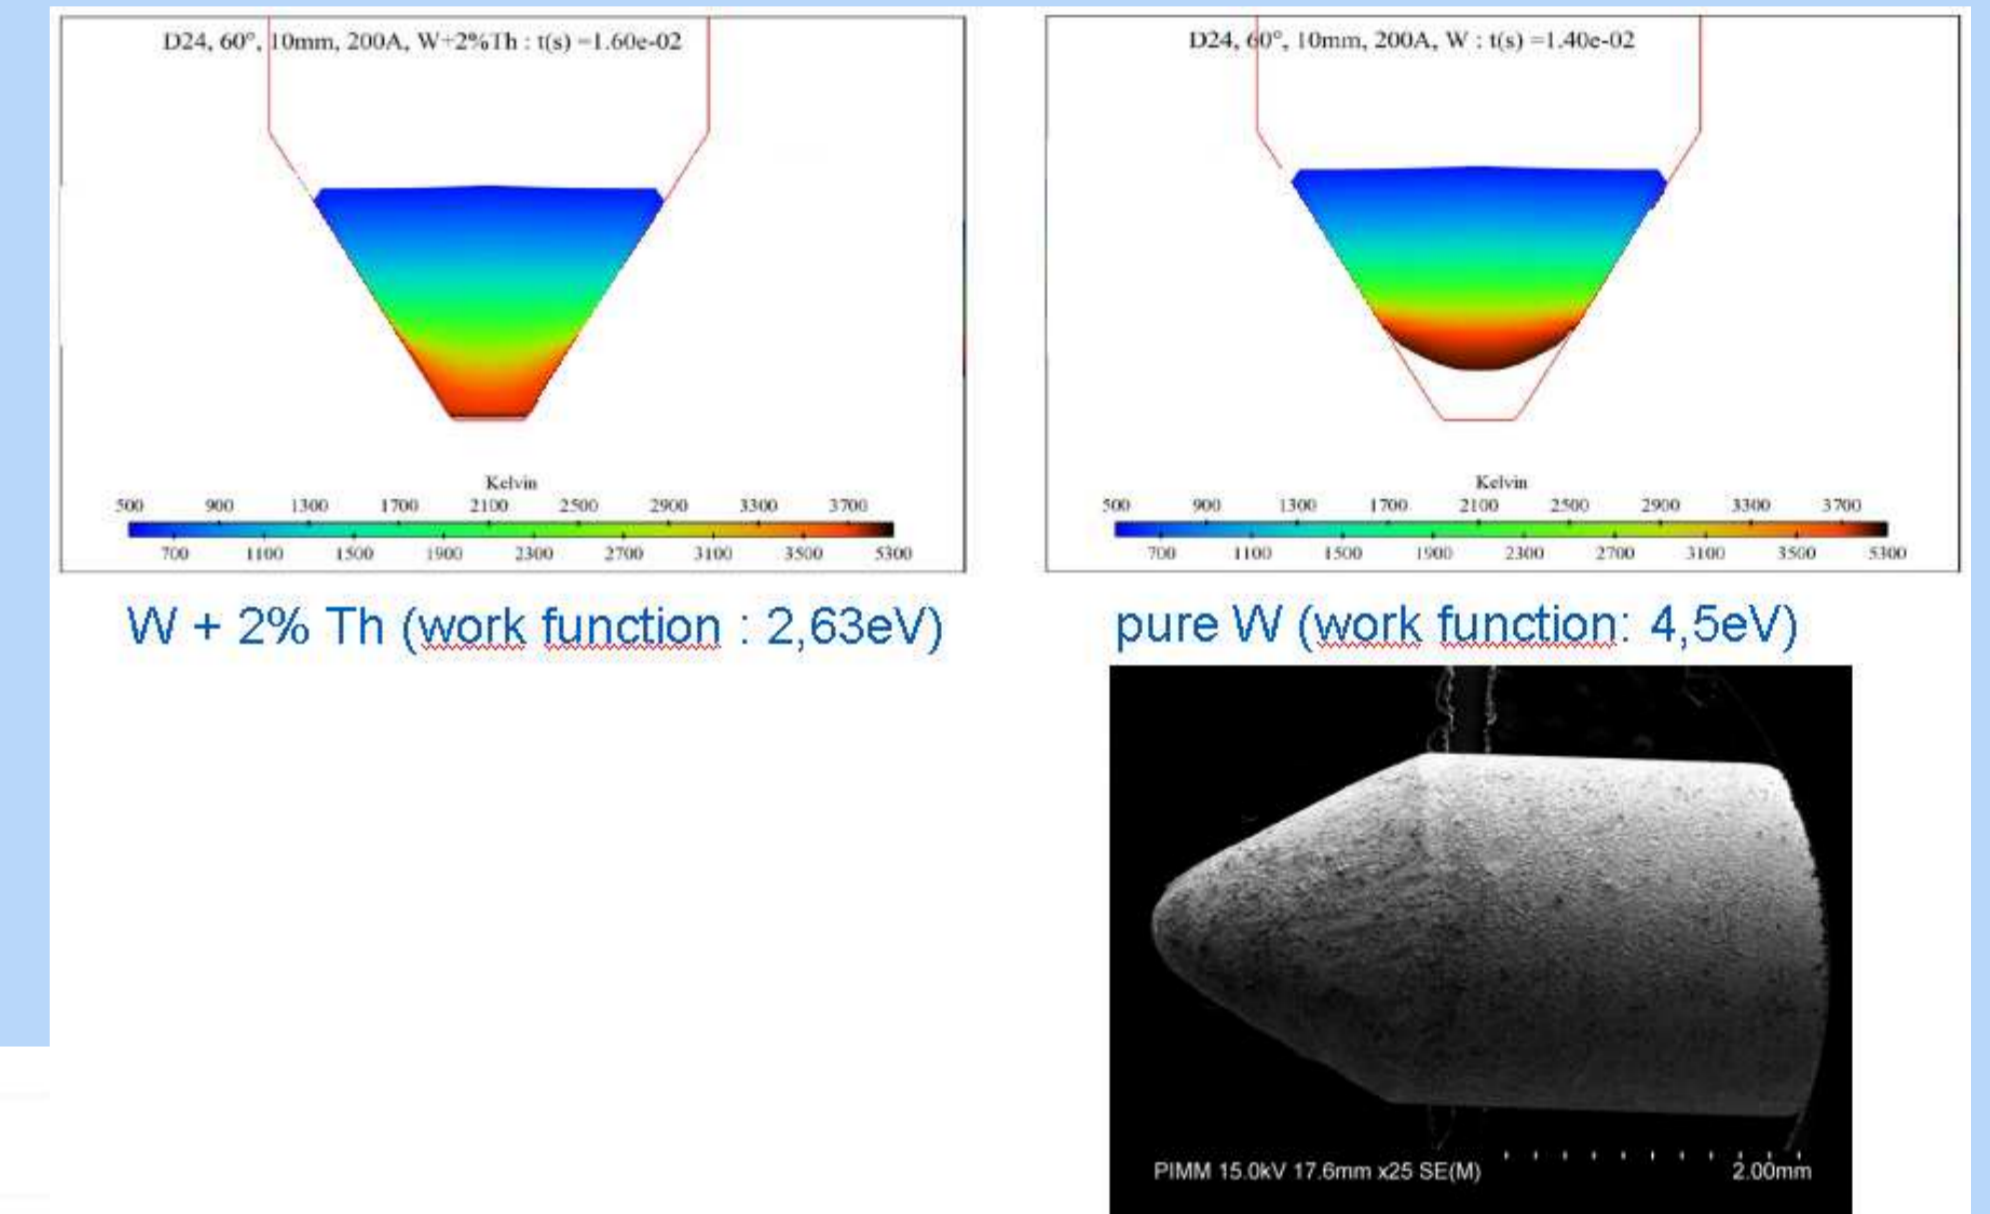 D24, 60°, 10mm, 200A, W+2%Th : t(s) =1.60e-02
Kelvin
500 900 1300 1700 2100 2500 2900 3300 3700
700 1100 1500 1900 2300 2700 3100 3500 5300
W + 2% Th (work function : 2,63eV)
D24, 60°, 10mm, 200A, W : t(s) =1.40e-02
Kelvin
500 900 1300 1700 2100 2500 2900 3300 3700
700 1100 1500 1900 2300 2700 3100 3500 5300
pure W (work function: 4,5eV)
PIMM 15.0kV 17.6mm x25 SE(M) 2.00mm